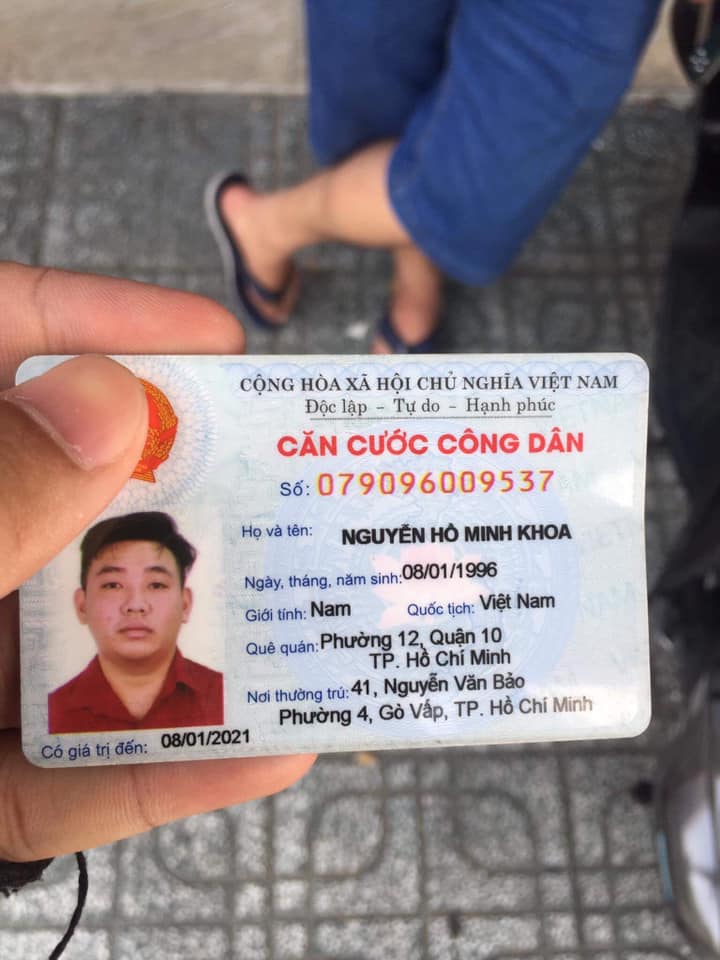 CỘNG HÒA XÃ HỘI CHỦ NGHĨA VIỆT NAM
Độc lập - Tự do - Hạnh phúc
CĂN CƯỚC CÔNG DÂN
Số: 079096009537
Họ và tên: NGUYỄN HỒ MINH KHOA
Ngày, tháng, năm sinh: 08/01/1996
Giới tính: Nam Quốc tịch: Việt Nam
Quê quán: Phường 12, Quận 10
TP. Hồ Chí Minh
Nơi thường trú: 41, Nguyễn Văn Bảo
Phường 4, Gò Vấp, TP. Hồ Chí Minh
Có giá trị đến: 08/01/2021